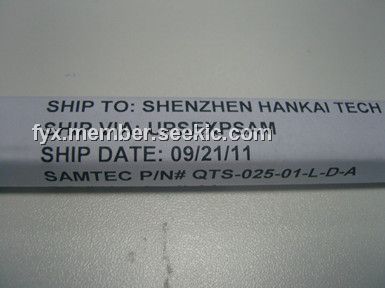 SHIP TO: SHENZHEN HANKAI TECH
fyx.member.seekic.com
SHIP VIA: UPSEXPSAM
SHIP DATE: 09/21/11
SAMTEC P/N# QTS-025-01-L-D-A